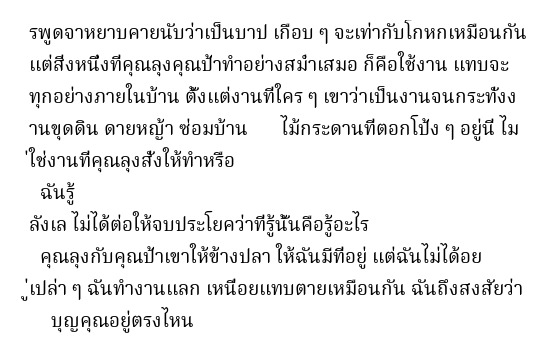 รพูดจาหยาบคายนับว่าเป็นบาป เกือบ ๆ จะเท่ากับโกหกเหมือนกัน
แต่สิ่งหนึ่งที่คุณลุงคุณป้าทำอย่างสม่ำเสมอ ก็คือใช้งาน แทบจะ
ทุกอย่างภายในบ้าน ตั้งแต่งานที่ใคร ๆ เขาว่าเป็นงานจนกระทั่งง
านขุดดิน ดายหญ้า ซ่อมบ้าน ไม้กระดานที่ตอกโป้ง ๆ อยู่นี่ ไม
่ใช่งานที่คุณลุงสั่งให้ทำหรือ
ฉันรู้
ลังเล ไม่ได้ต่อให้จบประโยคว่าที่รู้นั้นคือรู้อะไร
คุณลุงกับคุณป้าเขาให้ข้างปลา ให้ฉันมีที่อยู่ แต่ฉันไม่ได้อย
ู่เปล่า ๆ ฉันทำงานแลก เหนื่อยแทบตายเหมือนกัน ฉันถึงสงสัยว่า
บุญคุณอยู่ตรงไหน